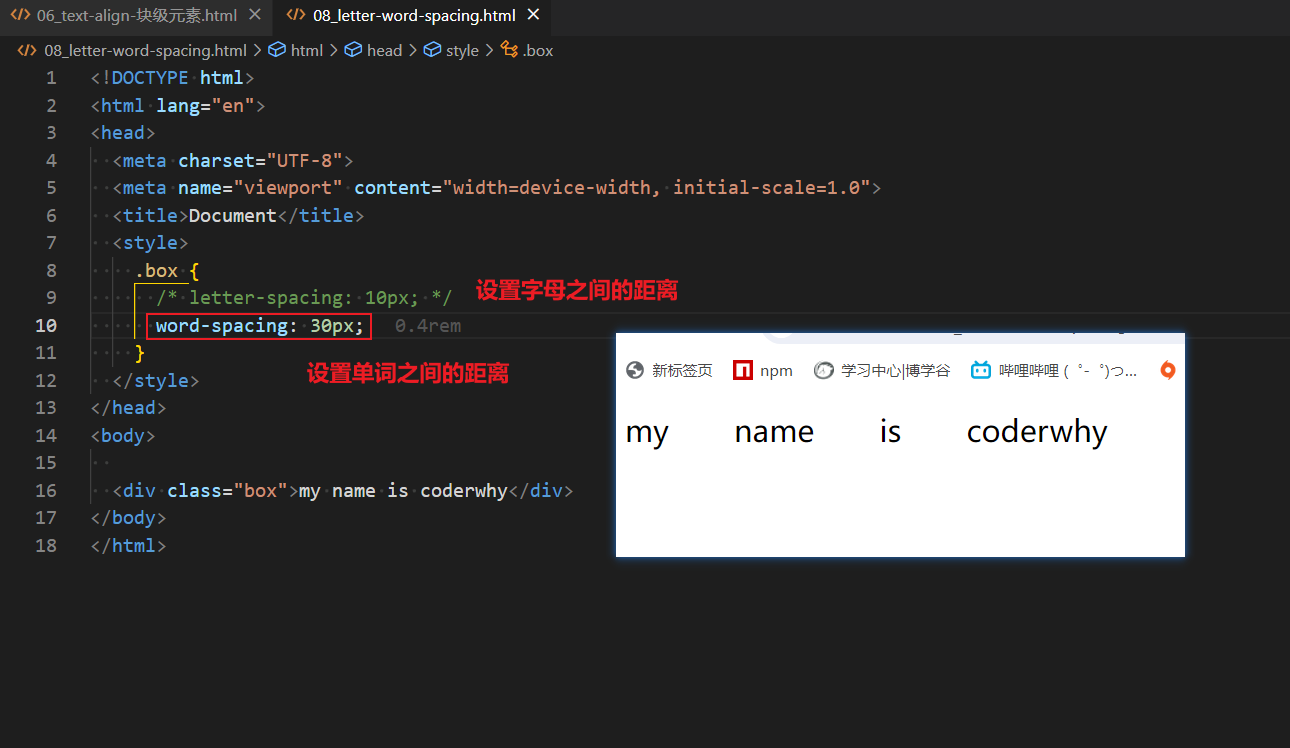 06_text-align-块级元素.html 08_letter-word-spacing.html
08_letter-word-spacing.html > html > head > style > .box
1 <!DOCTYPE html>
2 <html lang="en">
3 <head>
4 <meta charset="UTF-8">
5 <meta name="viewport" content="width=device-width, initial-scale=1.0">
6 <title>Document</title>
7 <style>
8 .box {
9 /* letter-spacing: 10px; */ 设置字母之间的距离
10 word-spacing: 30px; 0.4rem
11 }
设置单词之间的距离
12 </style>
13 </head>
14 <body>
15
16 <div class="box">my name is coderwhy</div>
17 </body>
18 </html>
新标签页 npm 学习中心|博学谷 哔哩哔哩 ( ゜- ゜)つ...
my name is coderwhy